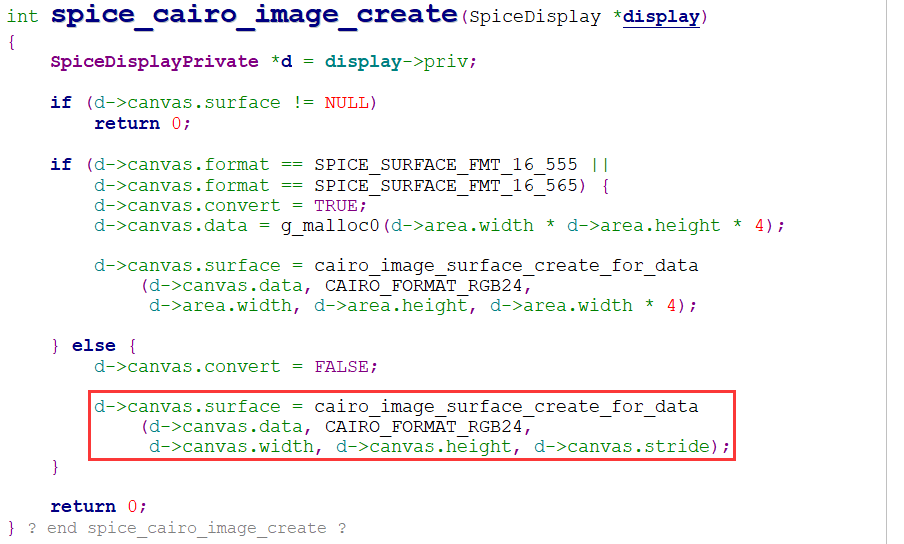 int spice_cairo_image_create(SpiceDisplay *display)
{
    SpiceDisplayPrivate *d = display->priv;
    if (d->canvas.surface != NULL)
        return 0;
    if (d->canvas.format == SPICE_SURFACE_FMT_16_555 ||
        d->canvas.format == SPICE_SURFACE_FMT_16_565) {
        d->canvas.convert = TRUE;
        d->canvas.data = g_malloc0(d->area.width * d->area.height * 4);
        d->canvas.surface = cairo_image_surface_create_for_data
            (d->canvas.data, CAIRO_FORMAT_RGB24,
             d->area.width, d->area.height, d->area.width * 4);
    } else {
        d->canvas.convert = FALSE;
        d->canvas.surface = cairo_image_surface_create_for_data
            (d->canvas.data, CAIRO_FORMAT_RGB24,
             d->canvas.width, d->canvas.height, d->canvas.stride);
    }
    return 0;
} ? end spice_cairo_image_create ?